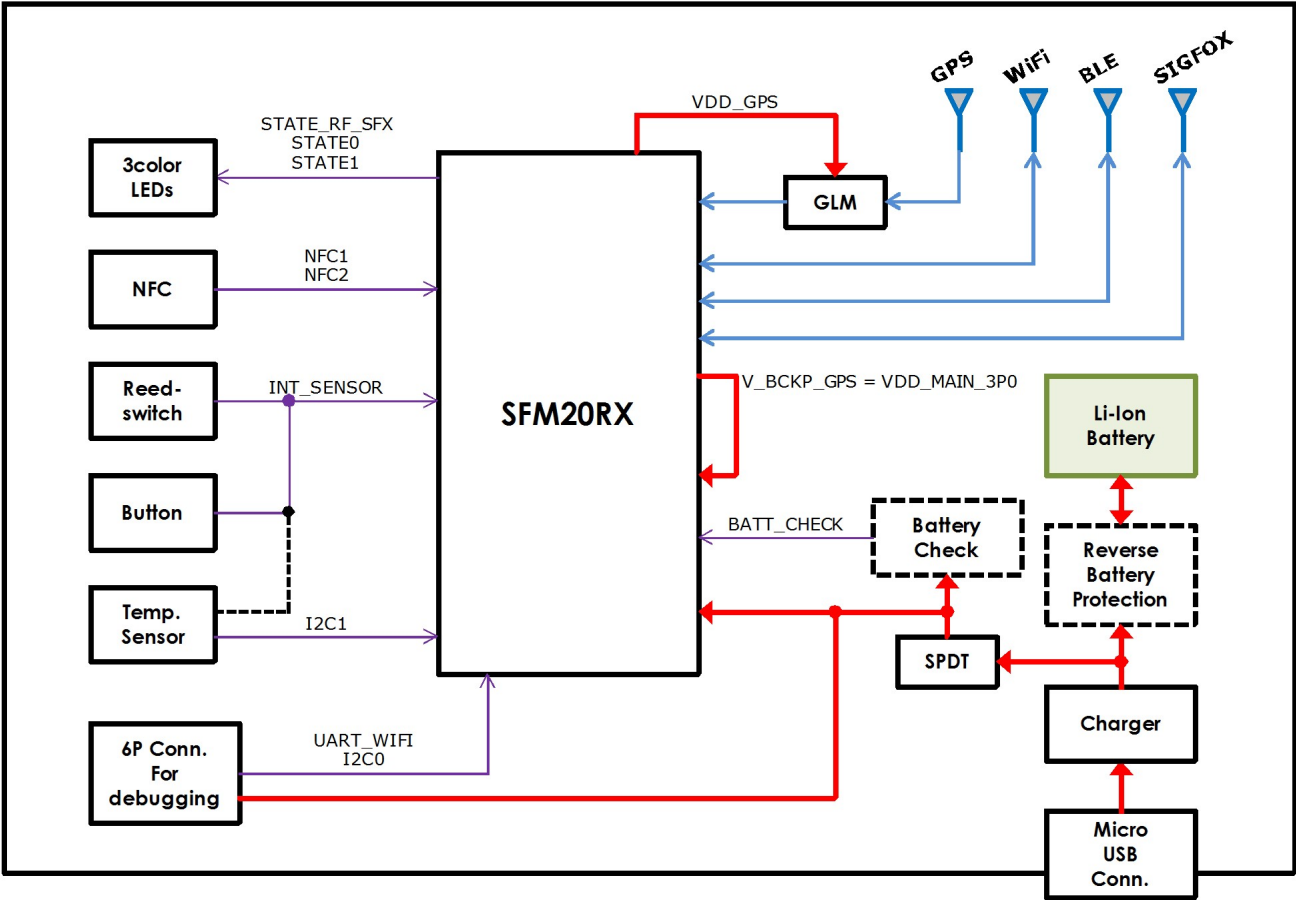 GPS
WiFi
BLE
SIGFOX
VDD_GPS
STATE_RF_SFX
STATE0
STATE1
3color
LEDs
GLM
NFC1
NFC2
NFC
Reed-
switch
INT_SENSOR
V_BCKP_GPS = VDD_MAIN_3P0
SFM20RX
Li-Ion
Battery
Button
BATT_CHECK
Battery
Check
Reverse
Battery
Protection
Temp.
Sensor
I2C1
SPDT
Charger
6P Conn.
For
debugging
UART_WIFI
I2C0
Micro
USB
Conn.